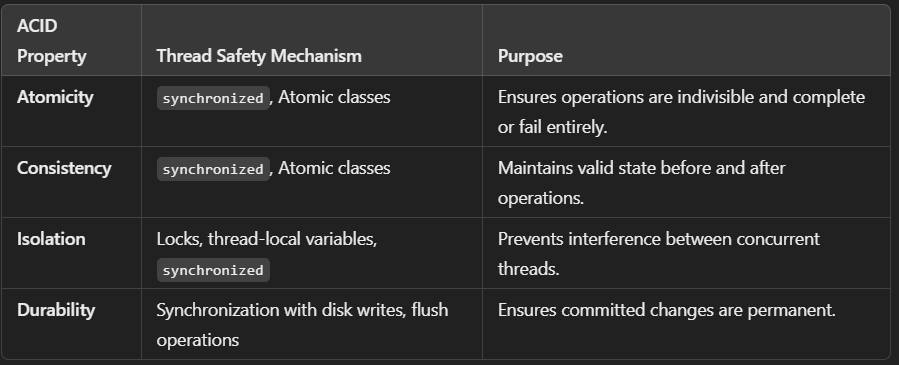 ACID
Property Thread Safety Mechanism Purpose
Atomicity synchronized, Atomic classes Ensures operations are indivisible and complete
or fail entirely.
Consistency synchronized, Atomic classes Maintains valid state before and after
operations.
Isolation Locks, thread-local variables, Prevents interference between concurrent
synchronized threads.
Durability Synchronization with disk writes, flush Ensures committed changes are permanent.
operations